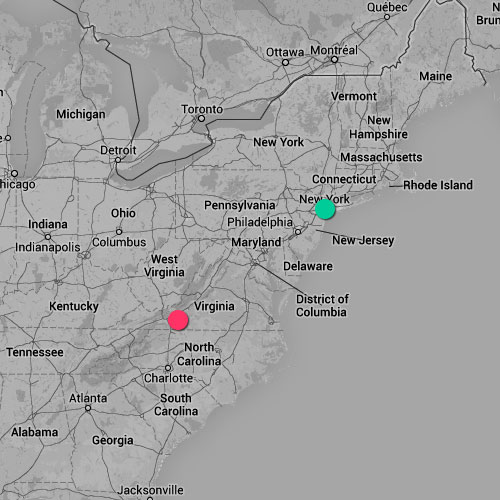 Québec
N
Brun
Ottawa
Montréal
Maine
Vermont
Michigan
Toronto
New
Hampshire
New York
Detroit
Massachusetts
hicago
Connecticut
Rhode Island
New York
Pennsylvania
Ohio
Philadelphia
Indiana
Indianapolis
Columbus
Maryland
New Jersey
West
Virginia
Delaware
District of
Columbia
Kentucky
Virginia
Tennessee
North
Carolina
Charlotte
Atlanta
South
Carolina
Alabama
Georgia
Jacksonville